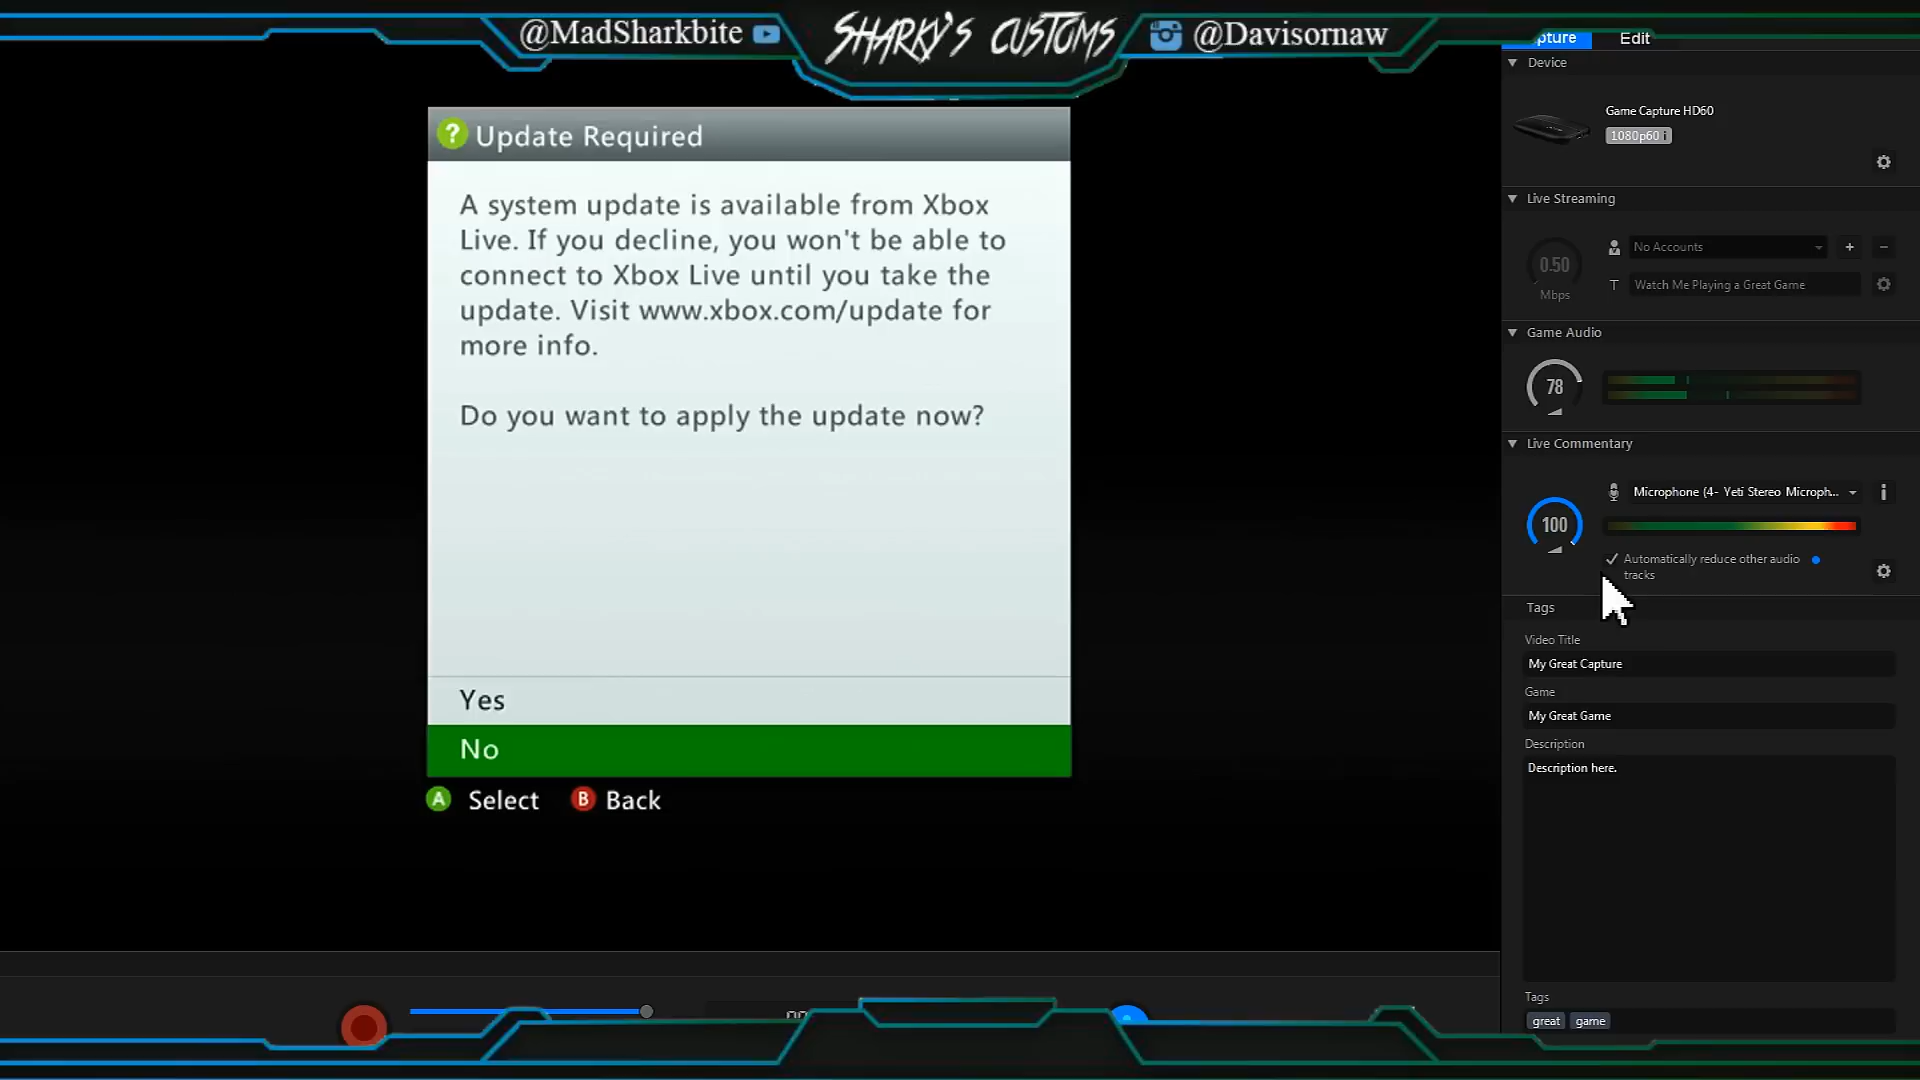 @MadSharkbite
SHARKY'S CUSTOMS
@Davisornaw
? Update Required
A system update is available from Xbox
Live. If you decline, you won't be able to
connect to Xbox Live until you take the
update. Visit www.xbox.com/update for
more info.
Do you want to apply the update now?
Yes
No
A Select B Back
Edit
Device
Game Capture HD60
1080p60 i
Live Streaming
0.50
Mbps
No Accounts
+ −
T Watch Me Playing a Great Game
Game Audio
78
Live Commentary
Microphone (4- Yeti Stereo Microph...
100
Automatically reduce other audio
tracks
Tags
Video Title
My Great Capture
Game
My Great Game
Description
Description here.
Tags
great game